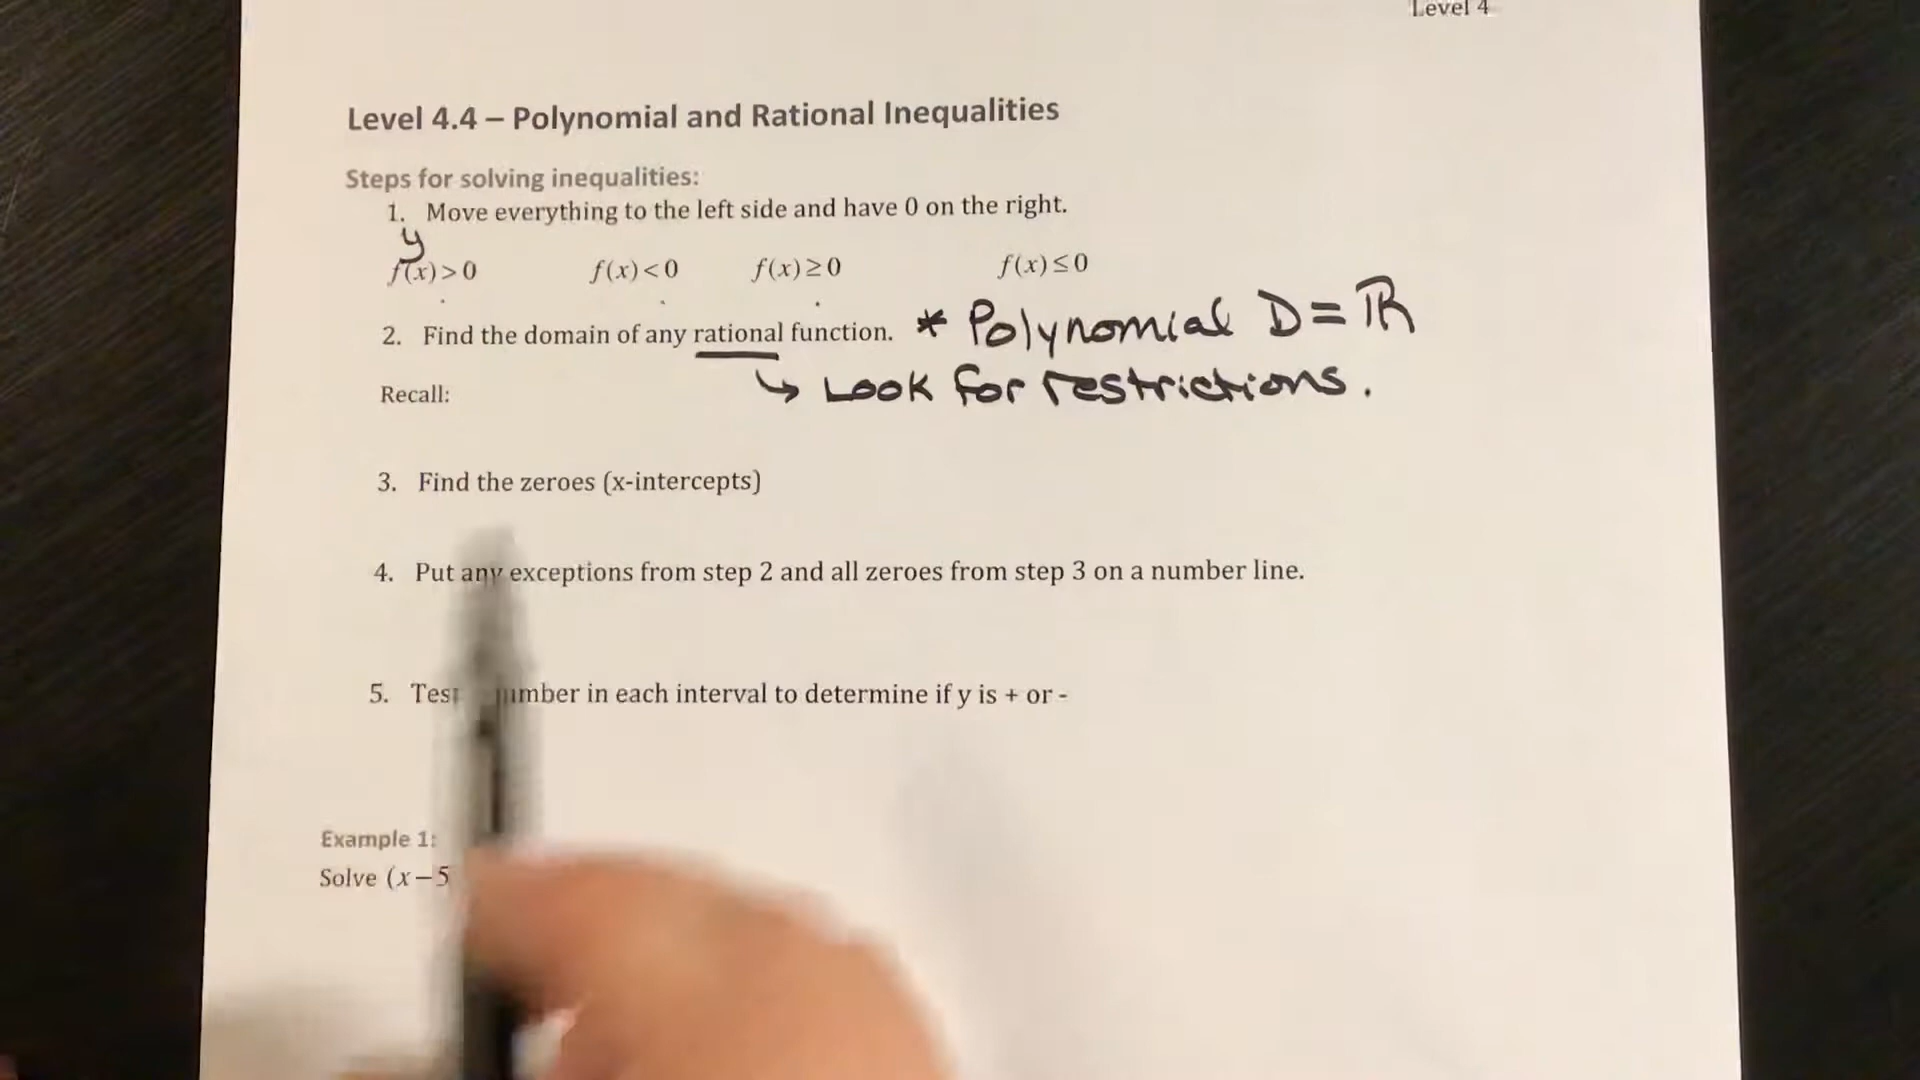 Level 4
Level 4.4 – Polynomial and Rational Inequalities
Steps for solving inequalities:
1. Move everything to the left side and have 0 on the right.
y
f(x)>0 f(x)<0 f(x)≥0 f(x)≤0
2. Find the domain of any rational function. * Polynomial D=ℝ
↳ Look for restrictions.
Recall:
3. Find the zeroes (x-intercepts)
4. Put any exceptions from step 2 and all zeroes from step 3 on a number line.
5. in each interval to determine if y is + or -
Example 1:
Solve (x−5